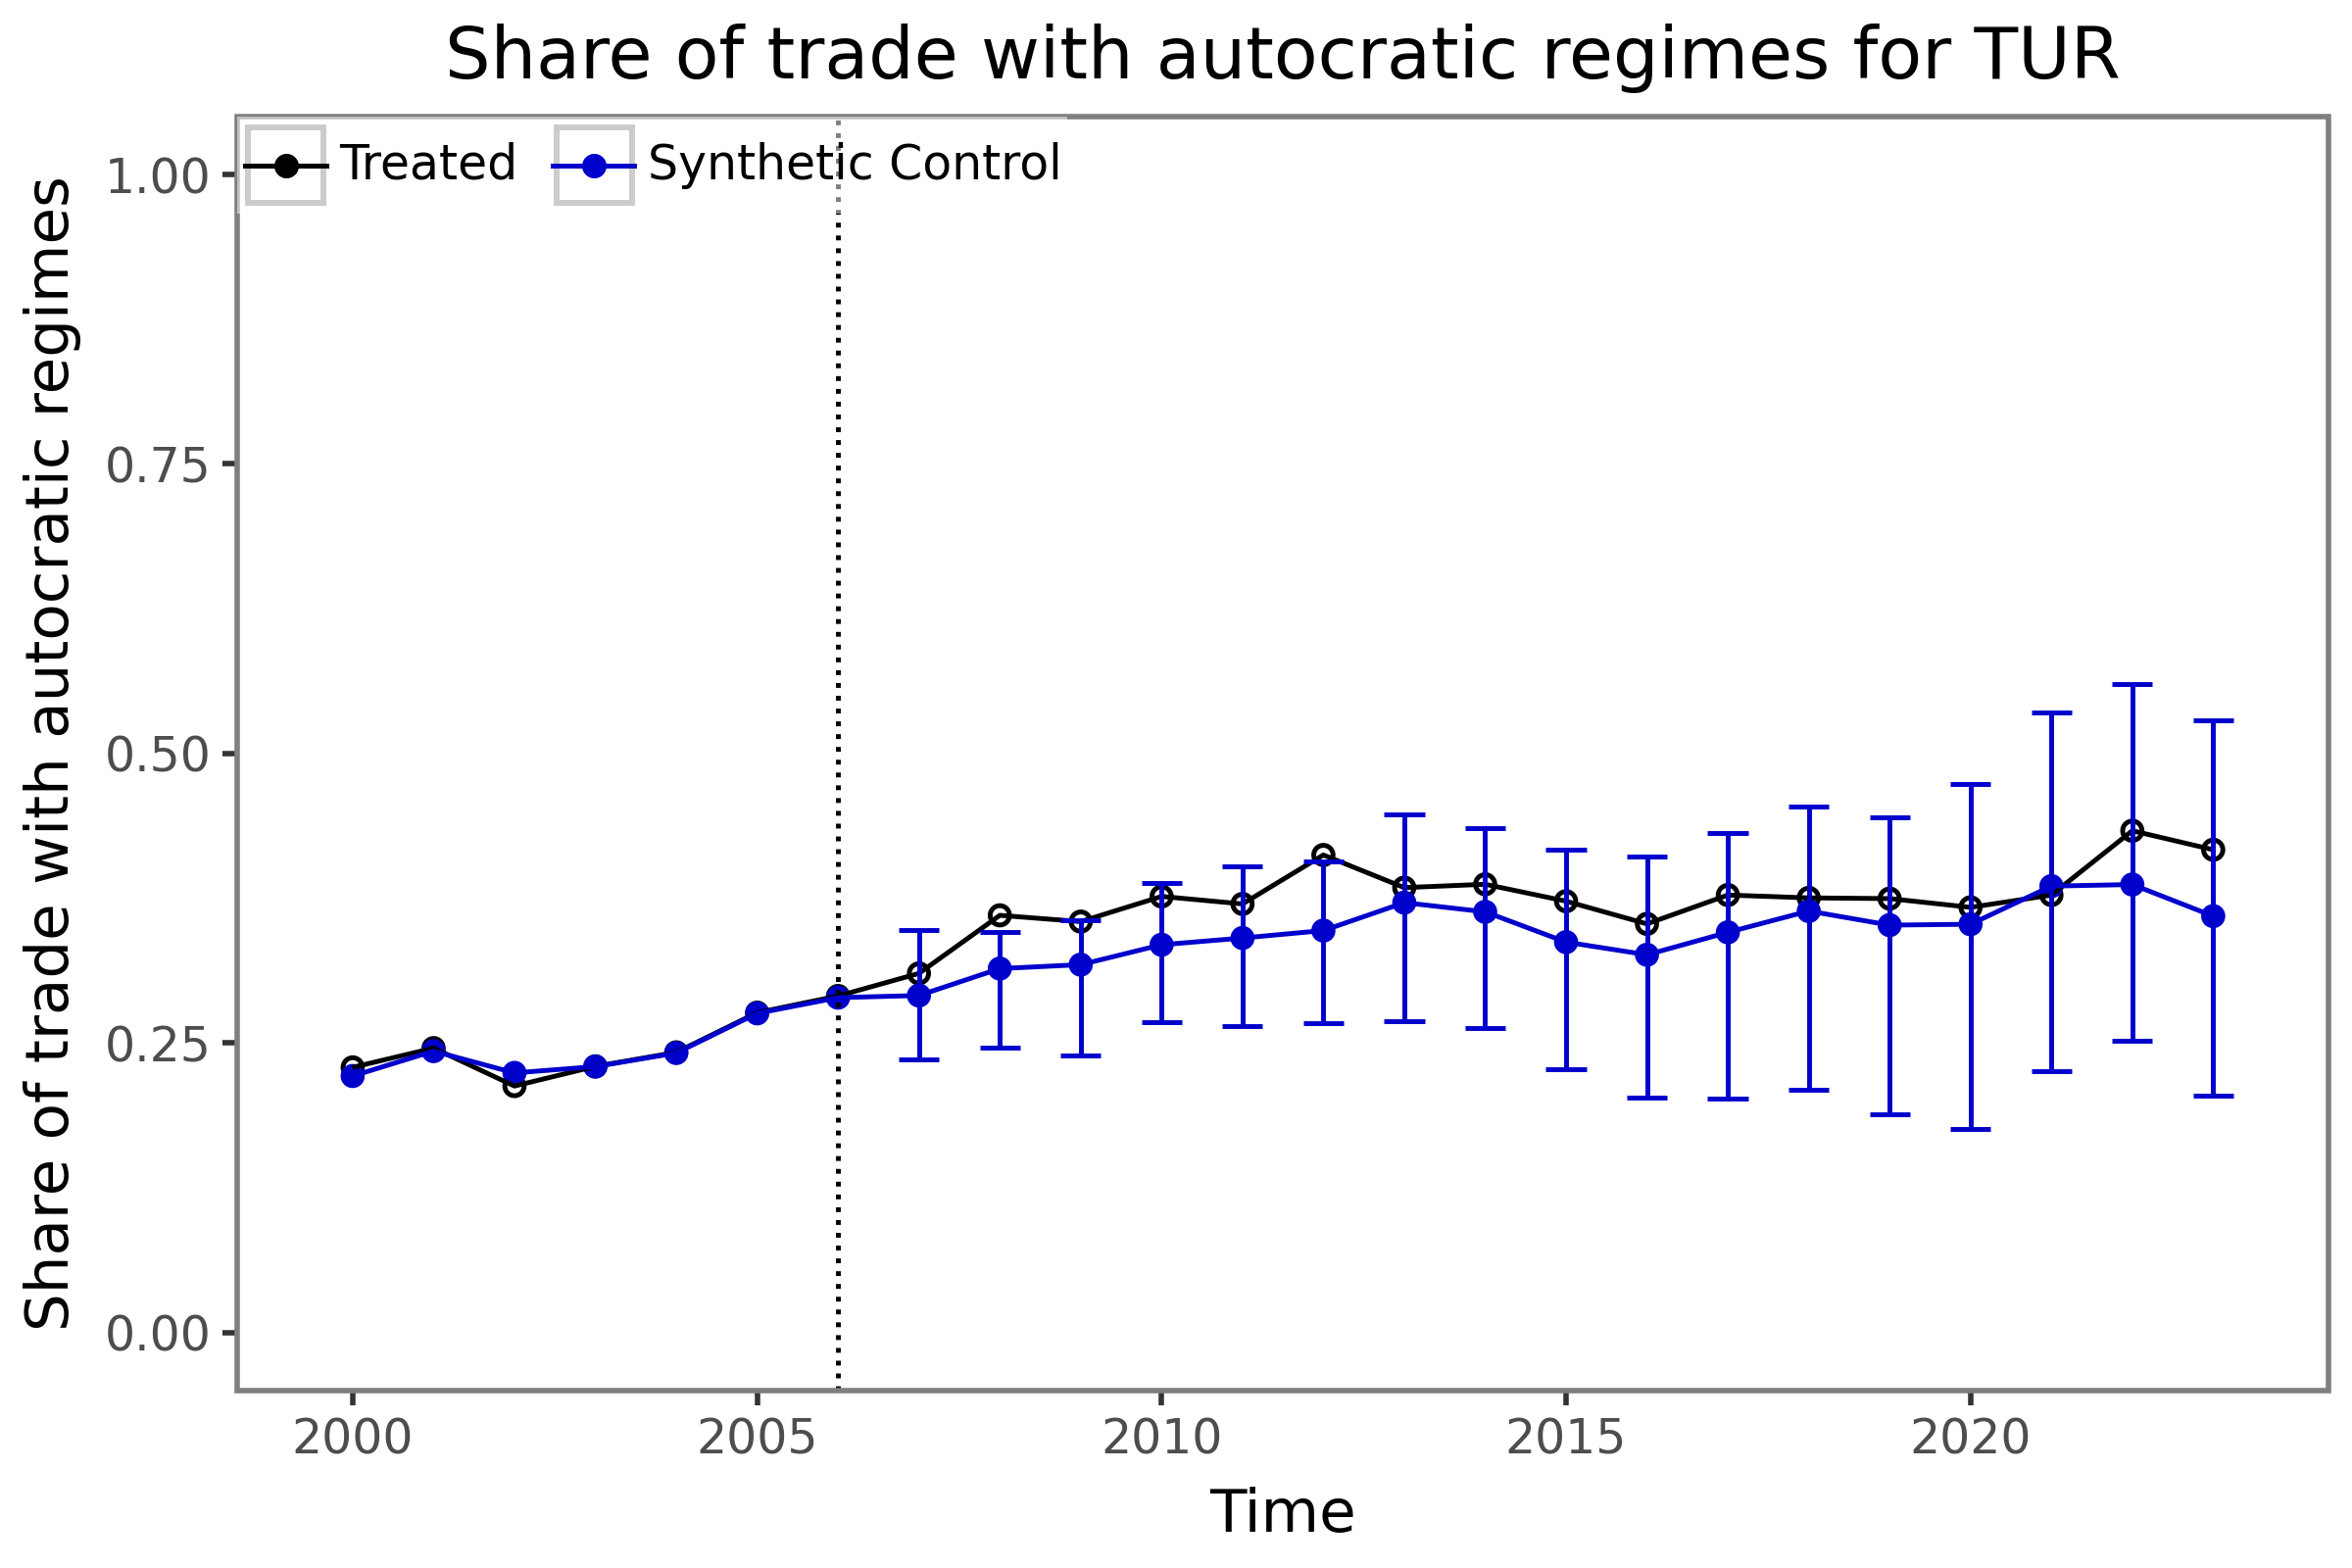 Share of trade with autocratic regimes for TUR
Treated
Synthetic Control
Share of trade with autocratic regimes
1.00
0.75
0.50
0.25
0.00
2000
2005
2010
2015
2020
Time